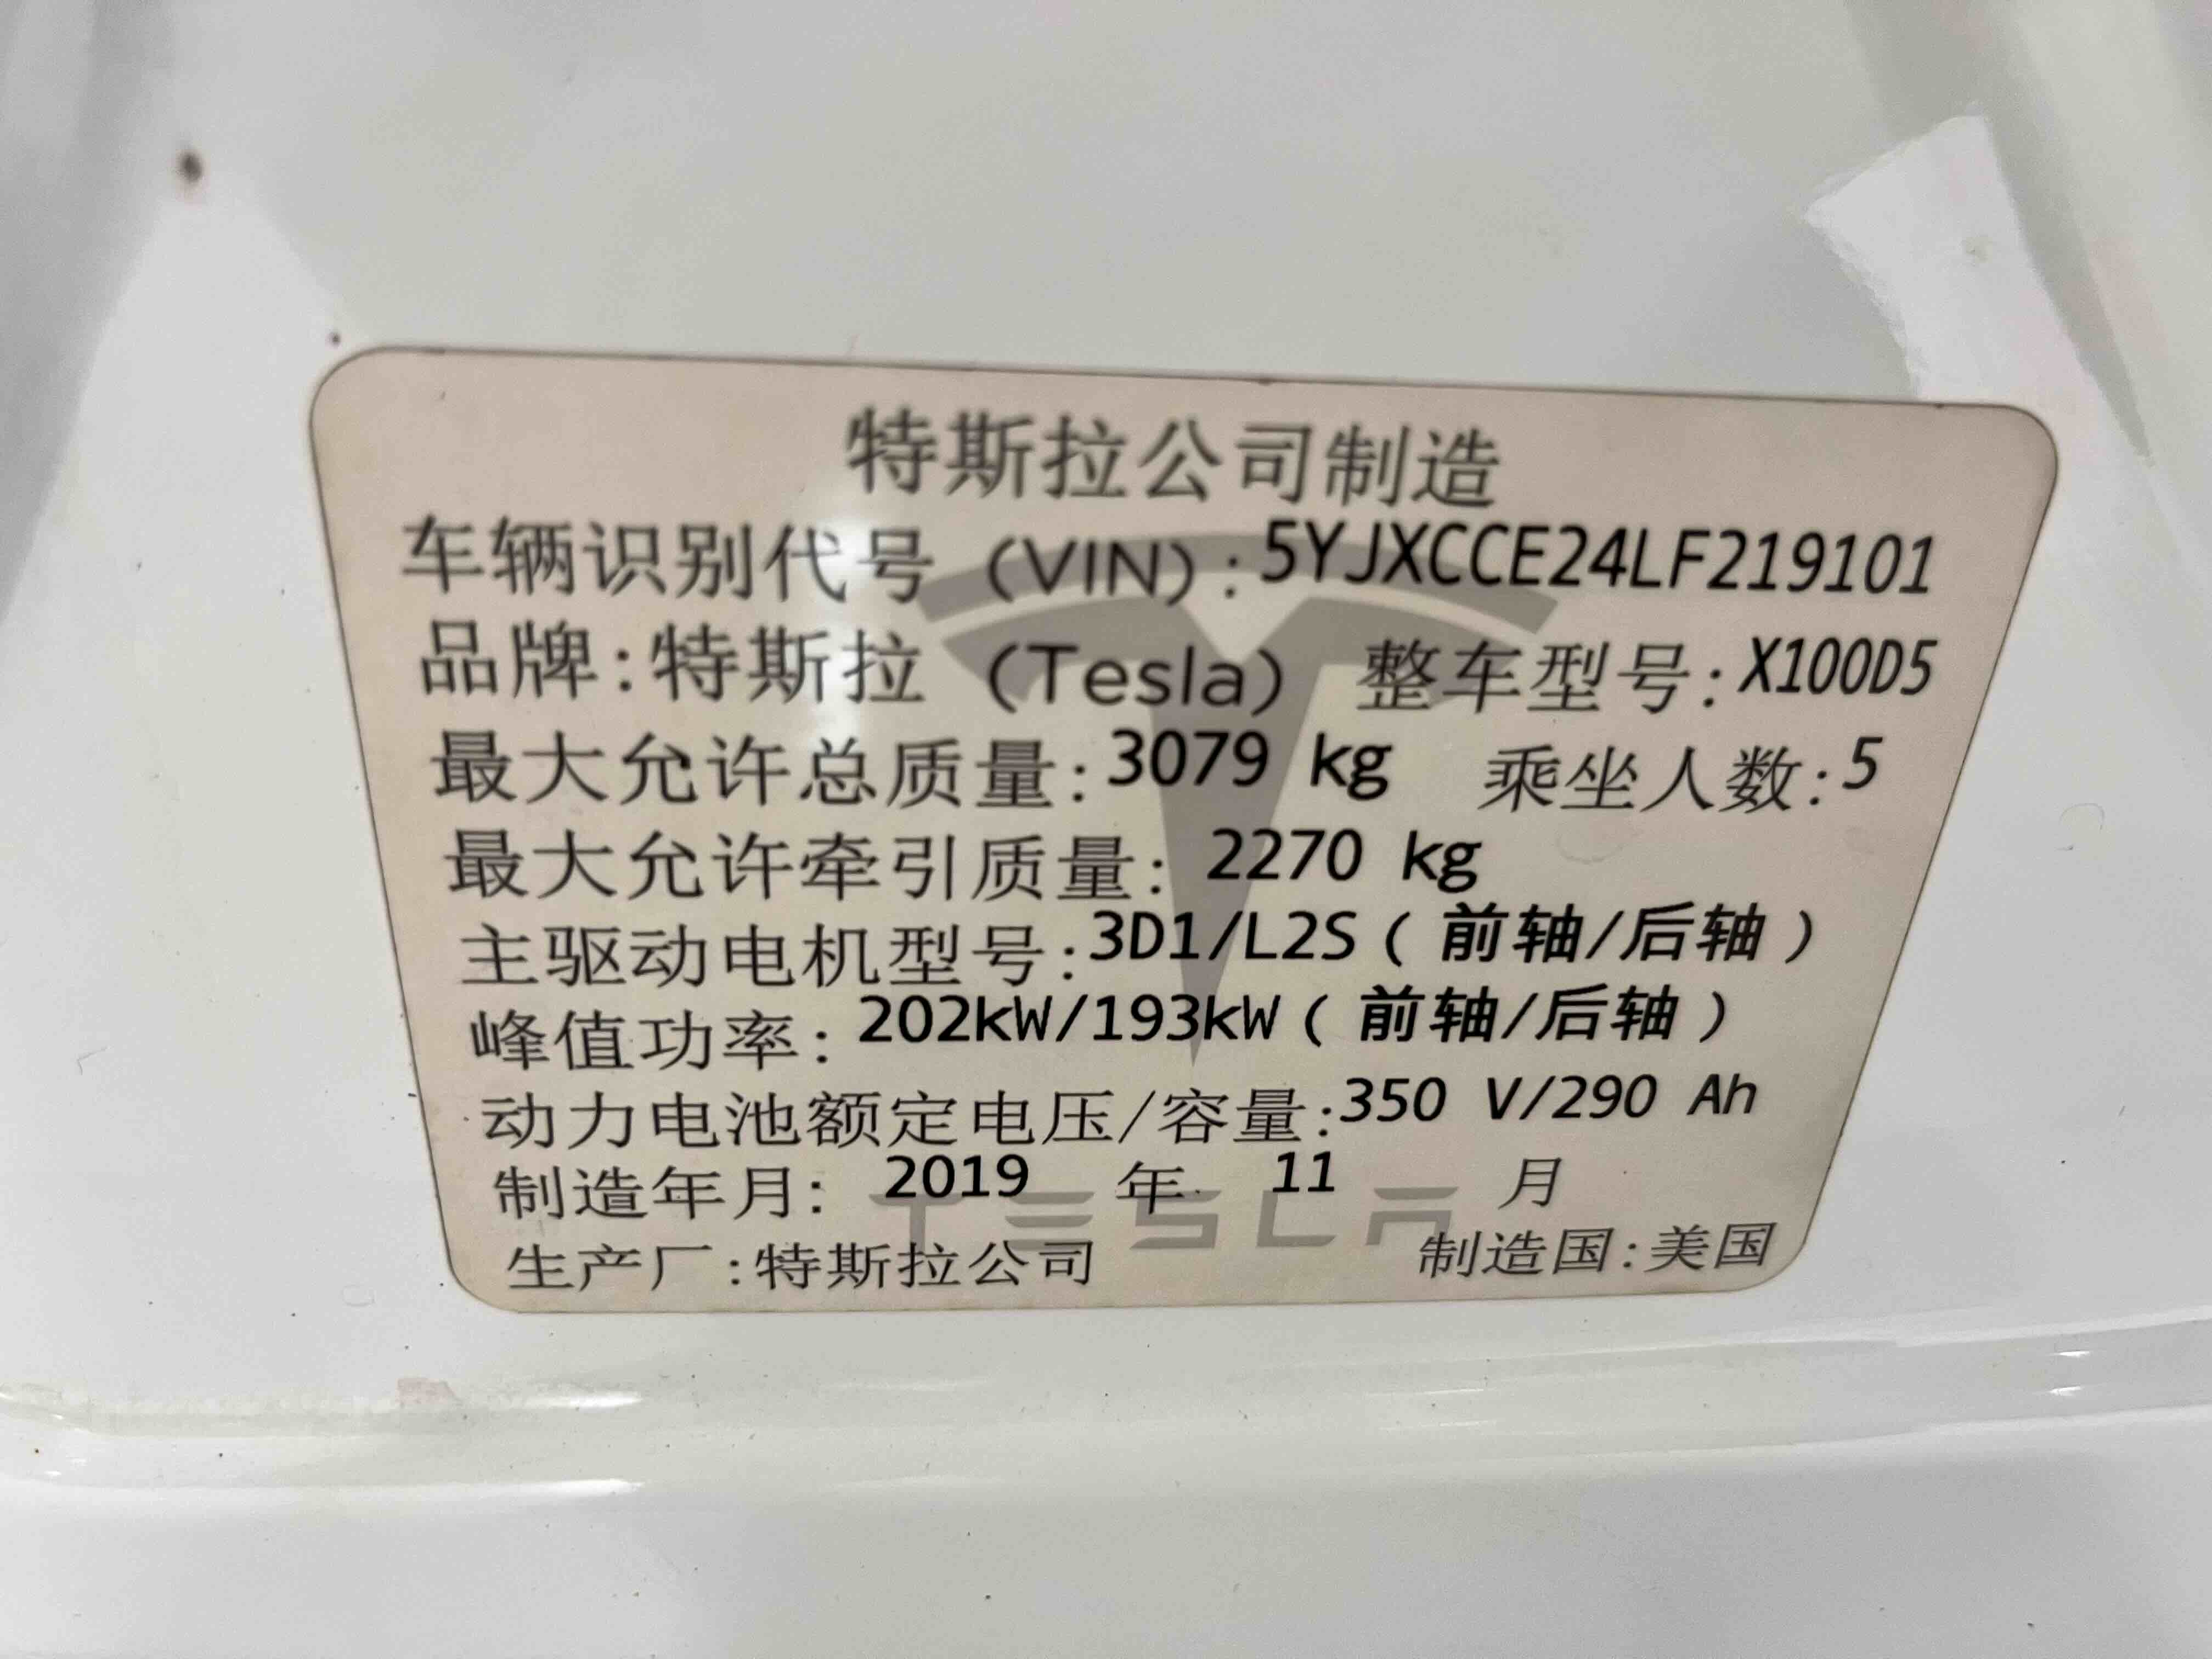 特斯拉公司制造
车辆识别代号 (VIN):5YJXCCE24LF219101
品牌:特斯拉 (Tesla) 整车型号:X100D5
最大允许总质量:3079 kg 乘坐人数:5
最大允许牵引质量: 2270 kg
主驱动电机型号:3D1/L2S(前轴/后轴)
峰值功率:202kW/193kW(前轴/后轴)
动力电池额定电压/容量:350 V/290 Ah
制造年月: 2019 年 11 月
TESLA
生产厂:特斯拉公司 制造国:美国